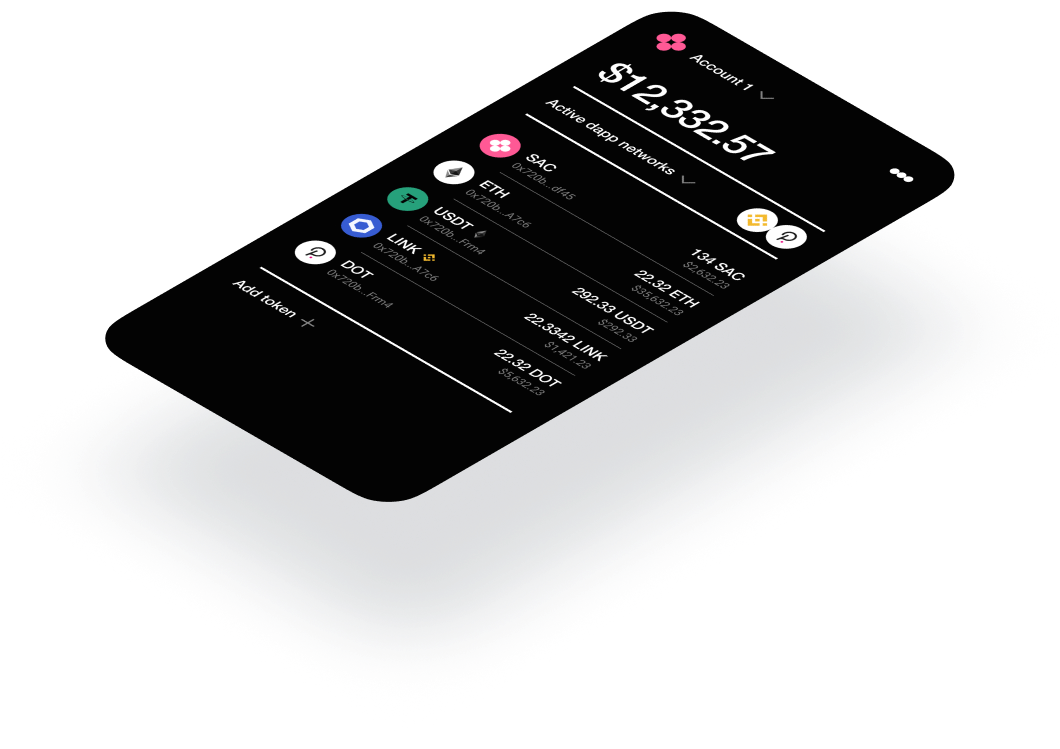 Account 1
$12,332.57
Active dapp networks
SAC
134 SAC
0x720b...df45
$2,632.23
ETH
22.32 ETH
0x720b...A7c6
$35,632.23
USDT
292.33 USDT
0x720b...Frm4
$292.33
LINK
22.3342 LINK
0x720b...A7c6
$1,421.23
DOT
22.32 DOT
0x720b...Frm4
$5,632.23
Add token